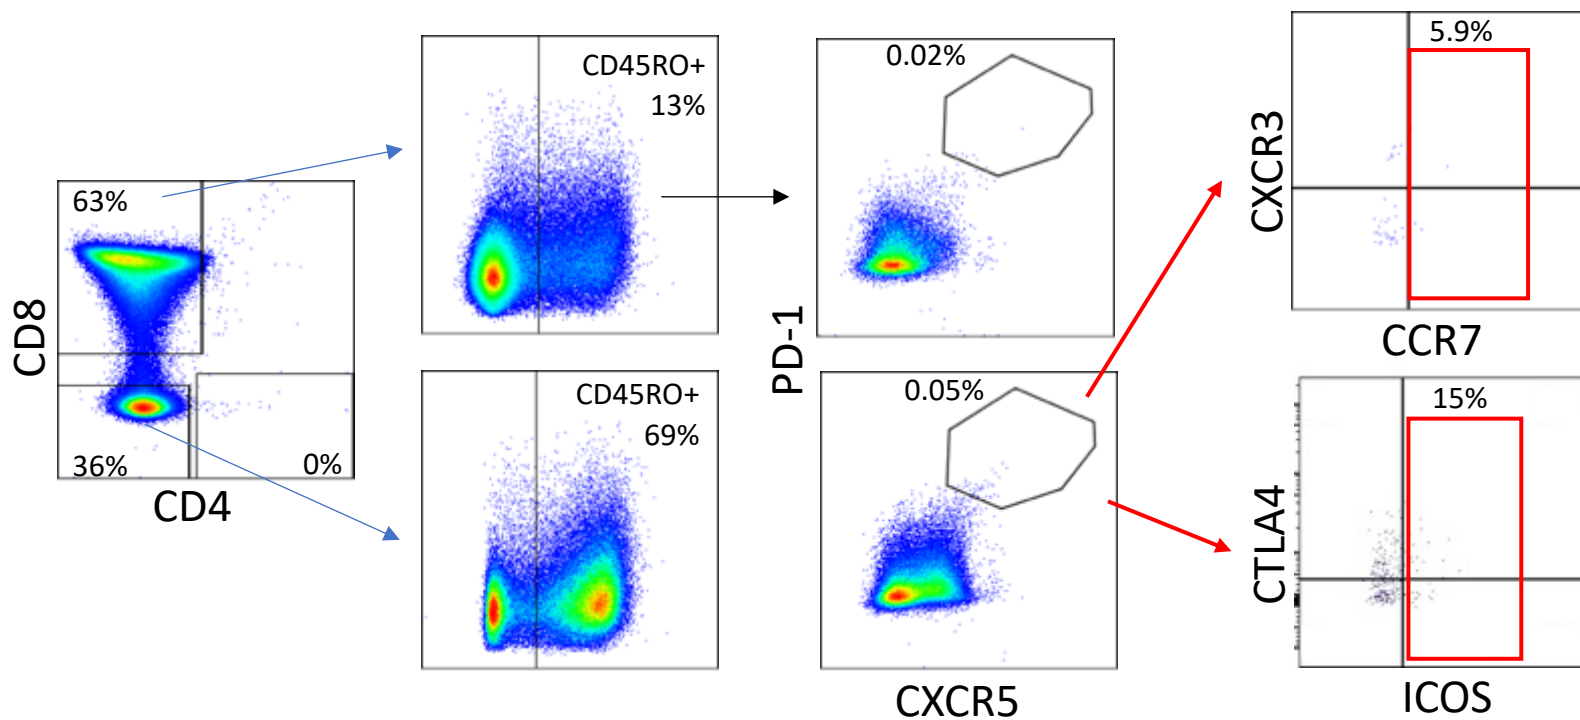 63%
36%
0%
CD8
CD4
CD45RO+
13%
CD45RO+
69%
0.02%
0.05%
PD-1
CXCR5
5.9%
CXCR3
CCR7
15%
CTLA4
ICOS